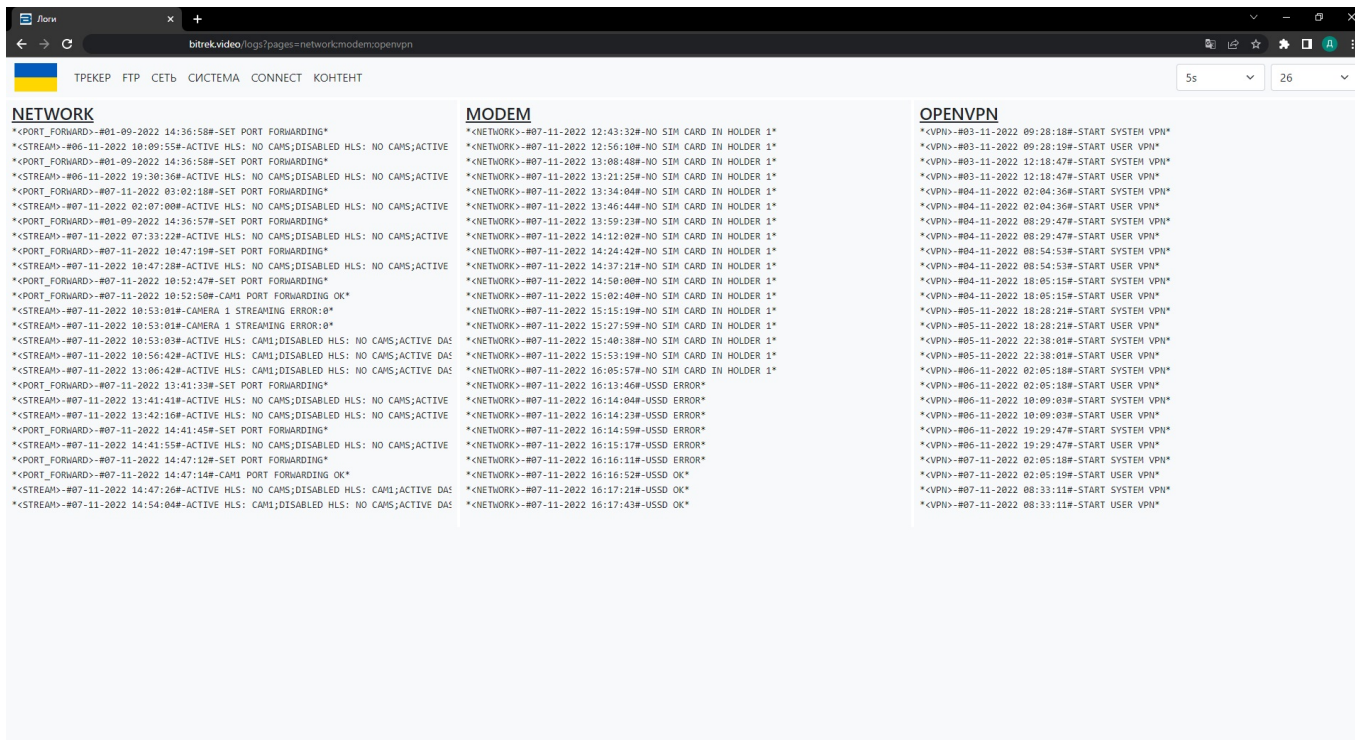 Логи
bitrek.video/logs?pages=network:modem:openvpn
ТРЕКЕР FTP СЕТЬ СИСТЕМА CONNECT КОНТЕНТ
5s
26
NETWORK
*<PORT_FORWARD>-#01-09-2022 14:36:58#-SET PORT FORWARDING*
*<STREAM>-#06-11-2022 10:09:55#-ACTIVE HLS: NO CAMS;DISABLED HLS: NO CAMS;ACTIVE
*<PORT_FORWARD>-#01-09-2022 14:36:58#-SET PORT FORWARDING*
*<STREAM>-#06-11-2022 19:30:36#-ACTIVE HLS: NO CAMS;DISABLED HLS: NO CAMS;ACTIVE
*<PORT_FORWARD>-#07-11-2022 03:02:18#-SET PORT FORWARDING*
*<STREAM>-#07-11-2022 02:07:00#-ACTIVE HLS: NO CAMS;DISABLED HLS: NO CAMS;ACTIVE
*<PORT_FORWARD>-#01-09-2022 14:36:57#-SET PORT FORWARDING*
*<STREAM>-#07-11-2022 07:33:22#-ACTIVE HLS: NO CAMS;DISABLED HLS: NO CAMS;ACTIVE
*<PORT_FORWARD>-#07-11-2022 10:47:19#-SET PORT FORWARDING*
*<STREAM>-#07-11-2022 10:47:28#-ACTIVE HLS: NO CAMS;DISABLED HLS: NO CAMS;ACTIVE
*<PORT_FORWARD>-#07-11-2022 10:52:47#-SET PORT FORWARDING*
*<PORT_FORWARD>-#07-11-2022 10:52:50#-CAM1 PORT FORWARDING OK*
*<STREAM>-#07-11-2022 10:53:01#-CAMERA 1 STREAMING ERROR:0*
*<STREAM>-#07-11-2022 10:53:01#-CAMERA 1 STREAMING ERROR:0*
*<STREAM>-#07-11-2022 10:53:03#-ACTIVE HLS: CAM1;DISABLED HLS: NO CAMS;ACTIVE DAS
*<STREAM>-#07-11-2022 10:56:42#-ACTIVE HLS: CAM1;DISABLED HLS: NO CAMS;ACTIVE DAS
*<STREAM>-#07-11-2022 13:06:42#-ACTIVE HLS: CAM1;DISABLED HLS: NO CAMS;ACTIVE DAS
*<PORT_FORWARD>-#07-11-2022 13:41:33#-SET PORT FORWARDING*
*<STREAM>-#07-11-2022 13:41:41#-ACTIVE HLS: NO CAMS;DISABLED HLS: NO CAMS;ACTIVE
*<STREAM>-#07-11-2022 13:42:16#-ACTIVE HLS: NO CAMS;DISABLED HLS: NO CAMS;ACTIVE
*<PORT_FORWARD>-#07-11-2022 14:41:45#-SET PORT FORWARDING*
*<STREAM>-#07-11-2022 14:41:55#-ACTIVE HLS: NO CAMS;DISABLED HLS: NO CAMS;ACTIVE
*<PORT_FORWARD>-#07-11-2022 14:47:12#-SET PORT FORWARDING*
*<PORT_FORWARD>-#07-11-2022 14:47:14#-CAM1 PORT FORWARDING OK*
*<STREAM>-#07-11-2022 14:47:26#-ACTIVE HLS: NO CAMS;DISABLED HLS: CAM1;ACTIVE DAS
*<STREAM>-#07-11-2022 14:54:04#-ACTIVE HLS: CAM1;DISABLED HLS: NO CAMS;ACTIVE DAS
MODEM
*<NETWORK>-#07-11-2022 12:43:32#-NO SIM CARD IN HOLDER 1*
*<NETWORK>-#07-11-2022 12:56:10#-NO SIM CARD IN HOLDER 1*
*<NETWORK>-#07-11-2022 13:08:48#-NO SIM CARD IN HOLDER 1*
*<NETWORK>-#07-11-2022 13:21:25#-NO SIM CARD IN HOLDER 1*
*<NETWORK>-#07-11-2022 13:34:04#-NO SIM CARD IN HOLDER 1*
*<NETWORK>-#07-11-2022 13:46:44#-NO SIM CARD IN HOLDER 1*
*<NETWORK>-#07-11-2022 13:59:23#-NO SIM CARD IN HOLDER 1*
*<NETWORK>-#07-11-2022 14:12:02#-NO SIM CARD IN HOLDER 1*
*<NETWORK>-#07-11-2022 14:24:42#-NO SIM CARD IN HOLDER 1*
*<NETWORK>-#07-11-2022 14:37:21#-NO SIM CARD IN HOLDER 1*
*<NETWORK>-#07-11-2022 14:50:00#-NO SIM CARD IN HOLDER 1*
*<NETWORK>-#07-11-2022 15:02:40#-NO SIM CARD IN HOLDER 1*
*<NETWORK>-#07-11-2022 15:15:19#-NO SIM CARD IN HOLDER 1*
*<NETWORK>-#07-11-2022 15:27:59#-NO SIM CARD IN HOLDER 1*
*<NETWORK>-#07-11-2022 15:40:38#-NO SIM CARD IN HOLDER 1*
*<NETWORK>-#07-11-2022 15:53:19#-NO SIM CARD IN HOLDER 1*
*<NETWORK>-#07-11-2022 16:05:57#-NO SIM CARD IN HOLDER 1*
*<NETWORK>-#07-11-2022 16:13:46#-USSD ERROR*
*<NETWORK>-#07-11-2022 16:14:04#-USSD ERROR*
*<NETWORK>-#07-11-2022 16:14:23#-USSD ERROR*
*<NETWORK>-#07-11-2022 16:14:59#-USSD ERROR*
*<NETWORK>-#07-11-2022 16:15:17#-USSD ERROR*
*<NETWORK>-#07-11-2022 16:16:11#-USSD ERROR*
*<NETWORK>-#07-11-2022 16:16:52#-USSD OK*
*<NETWORK>-#07-11-2022 16:17:21#-USSD OK*
*<NETWORK>-#07-11-2022 16:17:43#-USSD OK*
OPENVPN
*<VPN>-#03-11-2022 09:28:18#-START SYSTEM VPN*
*<VPN>-#03-11-2022 09:28:19#-START USER VPN*
*<VPN>-#03-11-2022 12:18:47#-START SYSTEM VPN*
*<VPN>-#03-11-2022 12:18:47#-START USER VPN*
*<VPN>-#04-11-2022 02:04:36#-START SYSTEM VPN*
*<VPN>-#04-11-2022 02:04:36#-START USER VPN*
*<VPN>-#04-11-2022 08:29:47#-START SYSTEM VPN*
*<VPN>-#04-11-2022 08:29:47#-START USER VPN*
*<VPN>-#04-11-2022 08:54:53#-START SYSTEM VPN*
*<VPN>-#04-11-2022 08:54:53#-START USER VPN*
*<VPN>-#04-11-2022 18:05:15#-START SYSTEM VPN*
*<VPN>-#04-11-2022 18:05:15#-START USER VPN*
*<VPN>-#05-11-2022 18:28:21#-START SYSTEM VPN*
*<VPN>-#05-11-2022 18:28:21#-START USER VPN*
*<VPN>-#05-11-2022 22:38:01#-START SYSTEM VPN*
*<VPN>-#05-11-2022 22:38:01#-START USER VPN*
*<VPN>-#06-11-2022 02:05:18#-START SYSTEM VPN*
*<VPN>-#06-11-2022 02:05:18#-START USER VPN*
*<VPN>-#06-11-2022 10:09:03#-START SYSTEM VPN*
*<VPN>-#06-11-2022 10:09:03#-START USER VPN*
*<VPN>-#06-11-2022 19:29:47#-START SYSTEM VPN*
*<VPN>-#06-11-2022 19:29:47#-START USER VPN*
*<VPN>-#07-11-2022 02:05:18#-START SYSTEM VPN*
*<VPN>-#07-11-2022 02:05:19#-START USER VPN*
*<VPN>-#07-11-2022 08:33:11#-START SYSTEM VPN*
*<VPN>-#07-11-2022 08:33:11#-START USER VPN*